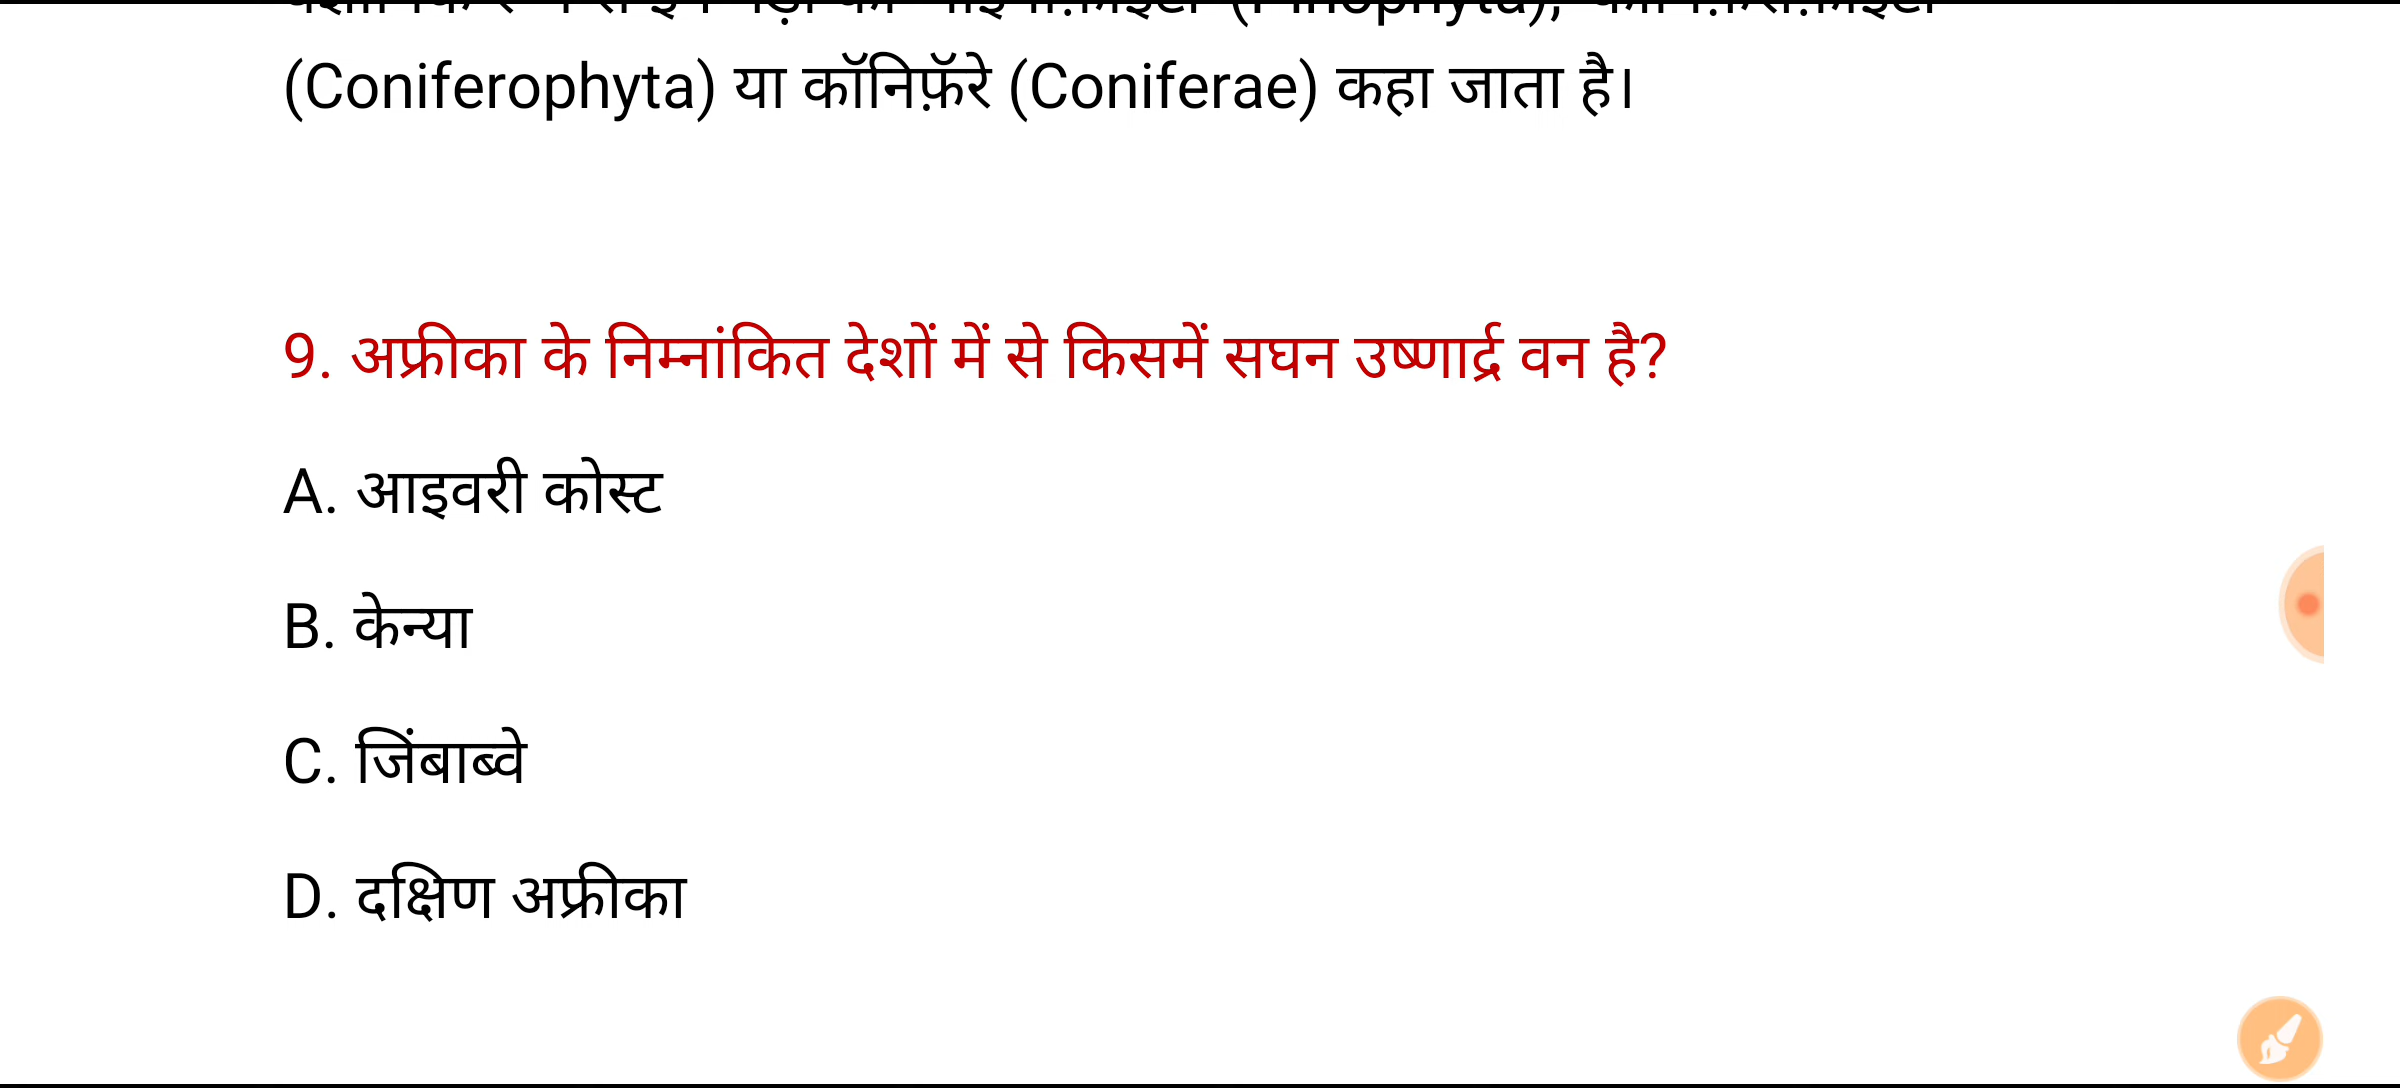 (Coniferophyta) या कॉनिफ़ॅरे (Coniferae) कहा जाता है।
9. अफ्रीका के निम्नांकित देशों में से किसमें सघन उष्णार्द्र वन है?
A. आइवरी कोस्ट
B. केन्या
C. जिंबाब्वे
D. दक्षिण अफ्रीका